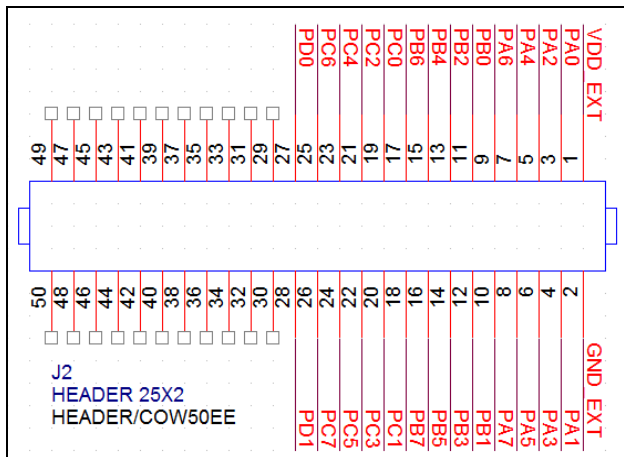 PD0 PC6 PC4 PC2 PC0 PB6 PB4 PB2 PB0 PA6 PA4 PA2 PA0 VDD_EXT
49 47 45 43 41 39 37 35 33 31 29 27 25 23 21 19 17 15 13 11 9 7 5 3 1
50 48 46 44 42 40 38 36 34 32 30 28 26 24 22 20 18 16 14 12 10 8 6 4 2
PD1 PC7 PC5 PC3 PC1 PB7 PB5 PB3 PB1 PA7 PA5 PA3 PA1 GND_EXT
J2
HEADER 25X2
HEADER/COW50EE